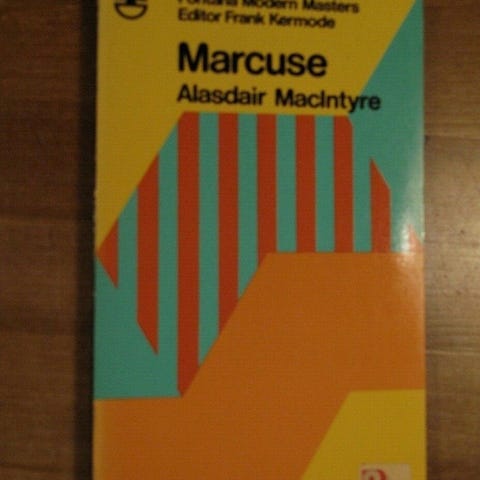 Fontana Modern Masters
Editor Frank Kermode
Marcuse
Alasdair MacIntyre